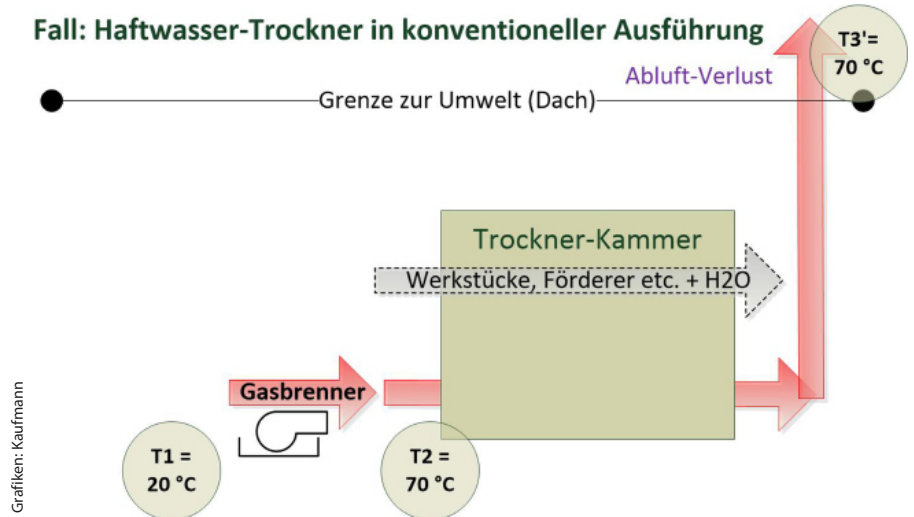 Fall: Haftwasser-Trockner in konventioneller Ausführung
T3'=
70 °C
Abluft-Verlust
Grenze zur Umwelt (Dach)
Trockner-Kammer
Werkstücke, Förderer etc. + H2O
Gasbrenner
T1 =
20 °C
T2 =
70 °C
Grafiken: Kaufmann